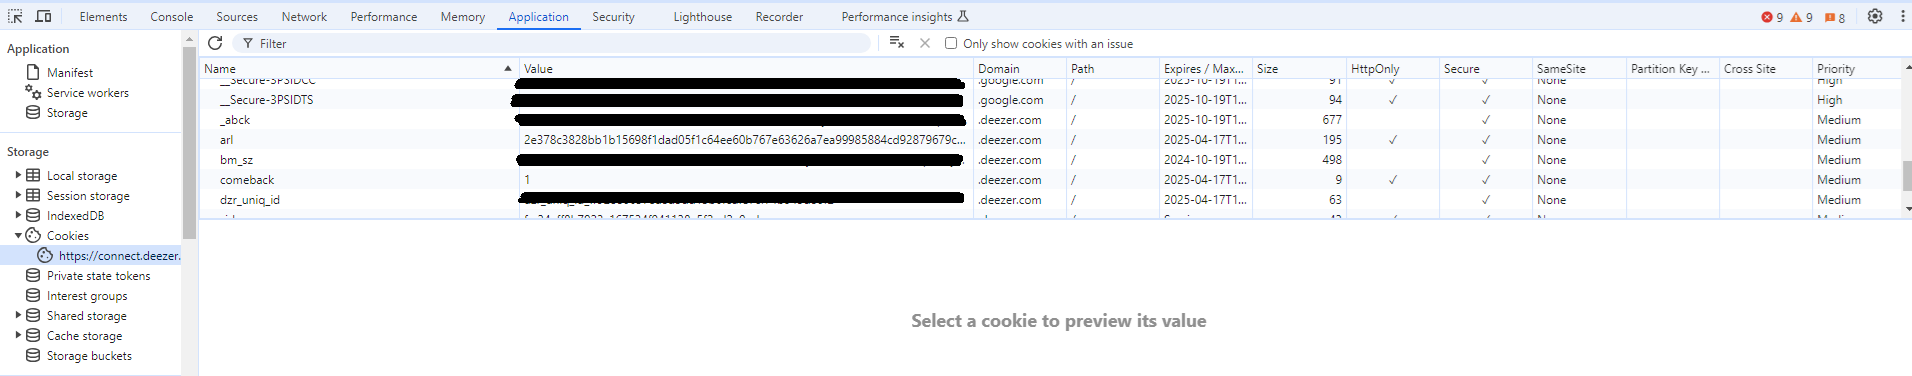 Elements Console Sources Network Performance Memory Application Security Lighthouse Recorder Performance insights 9 9 8
Application
Manifest
Service workers
Storage
Storage
Local storage
Session storage
IndexedDB
Cookies
https://connect.deezer.
Private state tokens
Interest groups
Shared storage
Cache storage
Storage buckets
Filter Only show cookies with an issue
Name Value Domain Path Expires / Max... Size HttpOnly Secure SameSite Partition Key ... Cross Site Priority
__Secure-3PSIDCC .google.com / 2025-10-19T1... 91 ✓ ✓ None High
__Secure-3PSIDTS .google.com / 2025-10-19T1... 94 ✓ ✓ None High
_abck .deezer.com / 2025-10-19T1... 677 ✓ None Medium
arl 2e378c3828bb1b15698f1dad05f1c64ee60b767e63626a7ea99985884cd92879679c... .deezer.com / 2025-04-17T1... 195 ✓ ✓ None Medium
bm_sz .deezer.com / 2024-10-19T1... 498 ✓ None Medium
comeback 1 .deezer.com / 2025-04-17T1... 9 ✓ ✓ None Medium
dzr_uniq_id .deezer.com / 2025-04-17T1... 63 ✓ None Medium
Select a cookie to preview its value